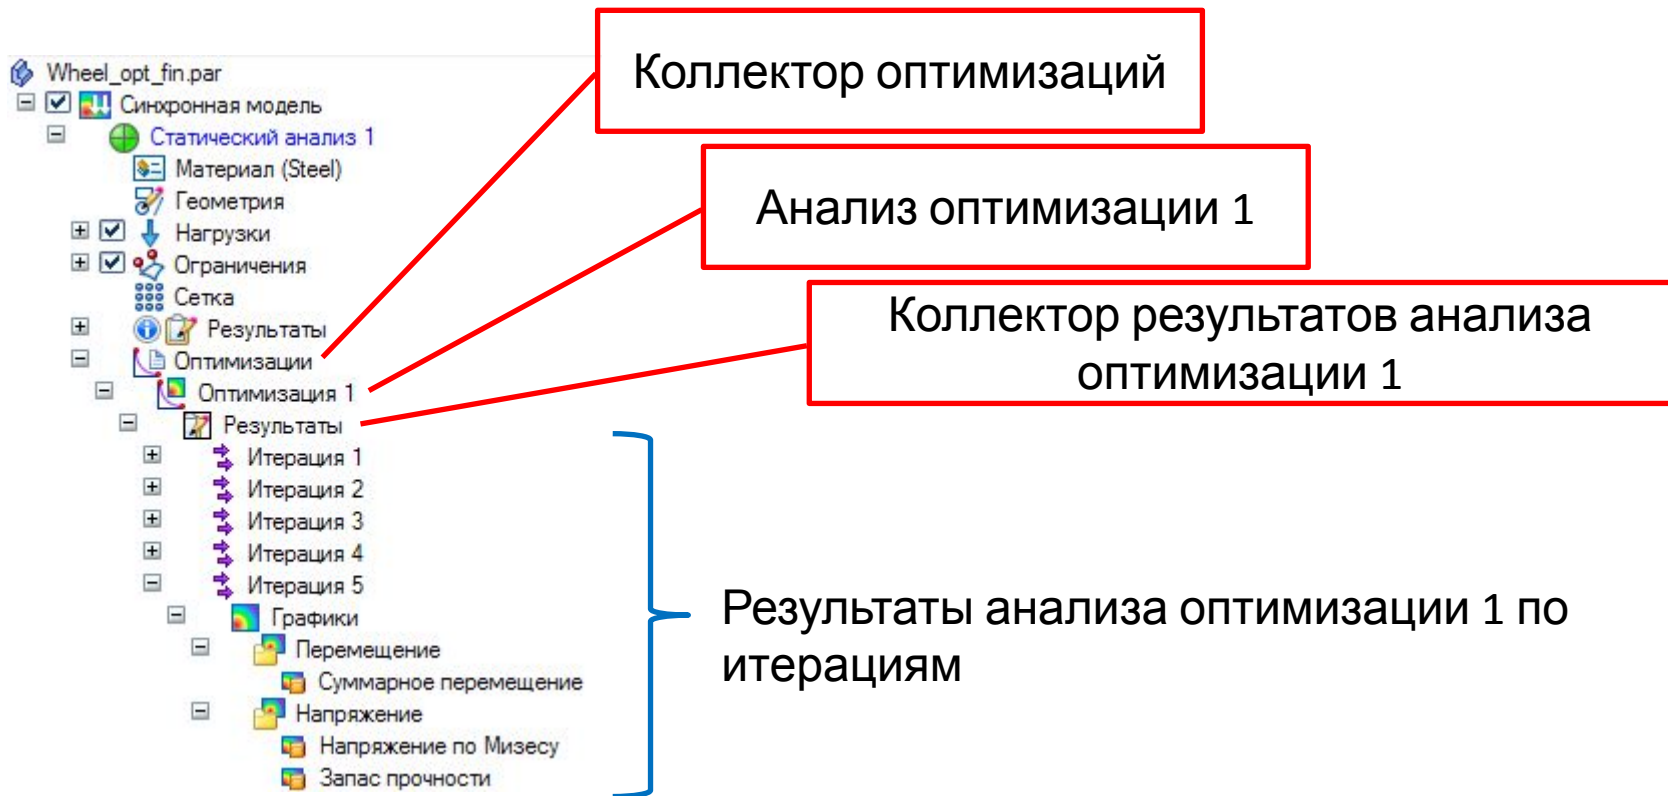 Wheel_opt_fin.par
Синхронная модель
Статический анализ 1
Материал (Steel)
Геометрия
Нагрузки
Ограничения
Сетка
Результаты
Оптимизации
Оптимизация 1
Результаты
Итерация 1
Итерация 2
Итерация 3
Итерация 4
Итерация 5
Графики
Перемещение
Суммарное перемещение
Напряжение
Напряжение по Мизесу
Запас прочности
Коллектор оптимизаций
Анализ оптимизации 1
Коллектор результатов анализа
оптимизации 1
Результаты анализа оптимизации 1 по
итерациям